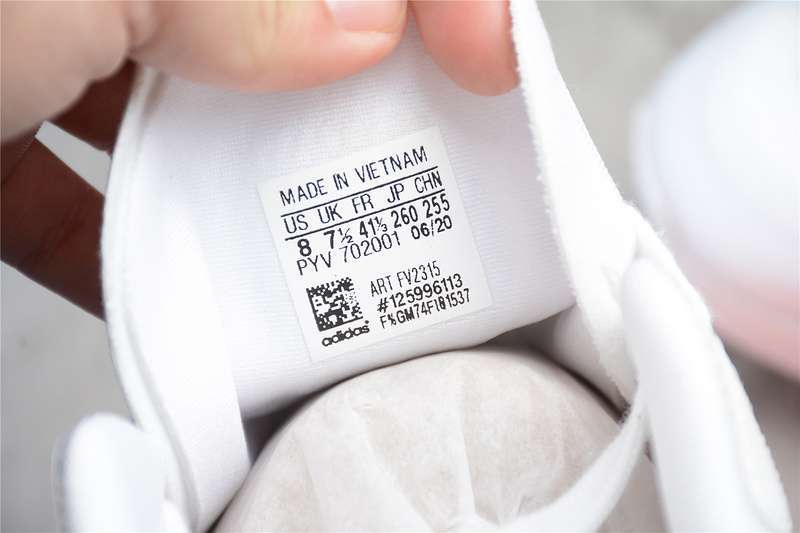 MADE IN VIETNAM
US UK FR JP CHN
8 7½ 41⅓ 260 255
PYV 702001 06/20
ART FV2315
#125996113
F%GM74FI01537
adidas